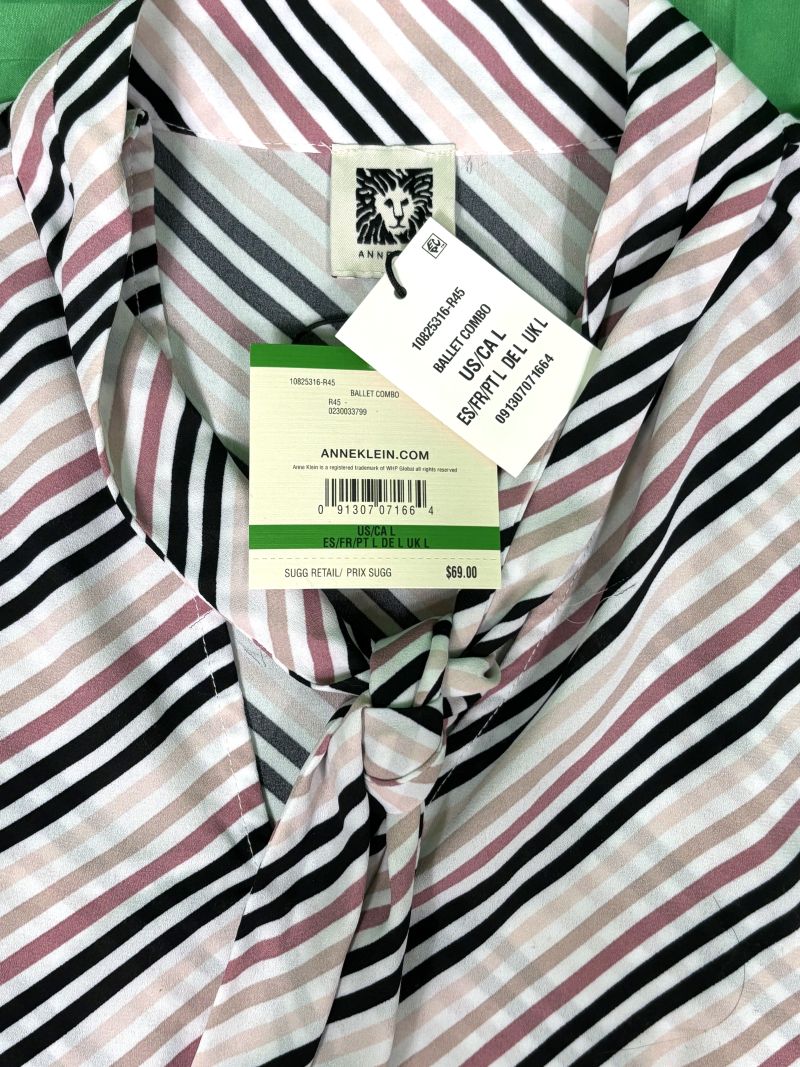 ANNE
10825316-R45
BALLET COMBO
US/CA L
ES/FR/PT L DE L UK L
091307071664
10825316-R45
BALLET COMBO
R45 -
0230033799
ANNEKLEIN.COM
Anne Klein is a registered trademark of WHP Global all rights reserved
0 91307 07166 4
US/CA L
ES/FR/PT L DE L UK L
SUGG RETAIL/ PRIX SUGG $69.00